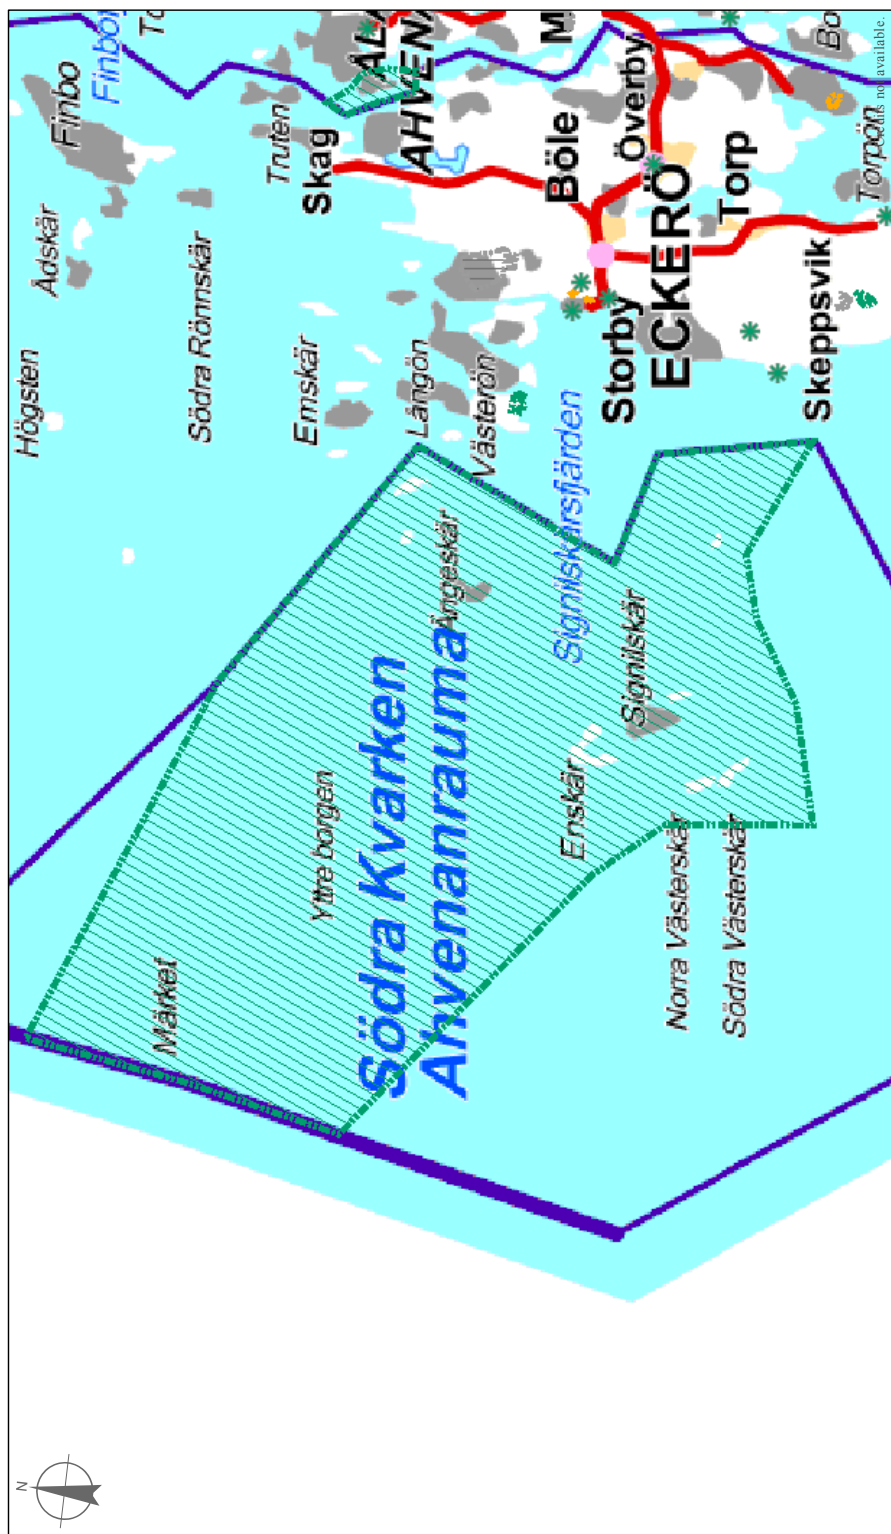 Högsten
Ådskär
Finbo
Södra Rönnskär
Truten
Skag
Emskär
Långön
Västerön
Böle
Överby
ECKERÖ
Storby
Torp
Skeppsvik
Torpön
Signilskärsfjärden
Ängeskär
Signilskär
Enskär
Märket
Yttre borgen
Södra Kvarken
Ahvenanrauma
Norra Västerskär
Södra Västerskär
N